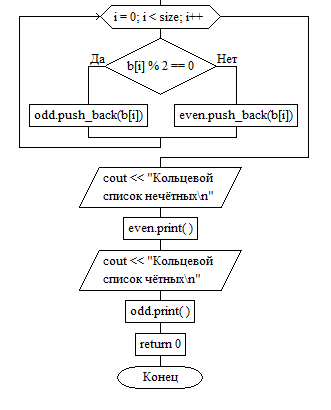 i = 0; i < size; i++
Да
Нет
b[i] % 2 == 0
odd.push_back(b[i])
even.push_back(b[i])
cout << "Кольцевой
список нечётных\n"
even.print( )
cout << "Кольцевой
список чётных\n"
odd.print( )
return 0
Конец